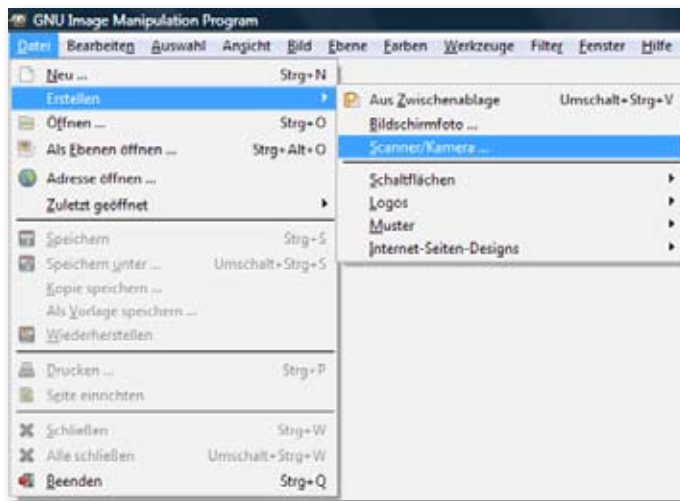 GNU Image Manipulation Program
Datei Bearbeiten Auswahl Ansicht Bild Ebene Farben Werkzeuge Filter Fenster Hilfe
Neu ... Strg+N
Erstellen
Öffnen ... Strg+O
Als Ebenen öffnen ... Strg+Alt+O
Adresse öffnen ...
Zuletzt geöffnet
Speichern Strg+S
Speichern unter ... Umschalt+Strg+S
Kopie speichern ...
Als Vorlage speichern ...
Wiederherstellen
Drucken ... Strg+P
Seite einrichten
Schließen Strg+W
Alle schließen Umschalt+Strg+W
Beenden Strg+Q
Aus Zwischenablage Umschalt+Strg+V
Bildschirmfoto ...
Scanner/Kamera ...
Schaltflächen
Logos
Muster
Internet-Seiten-Designs